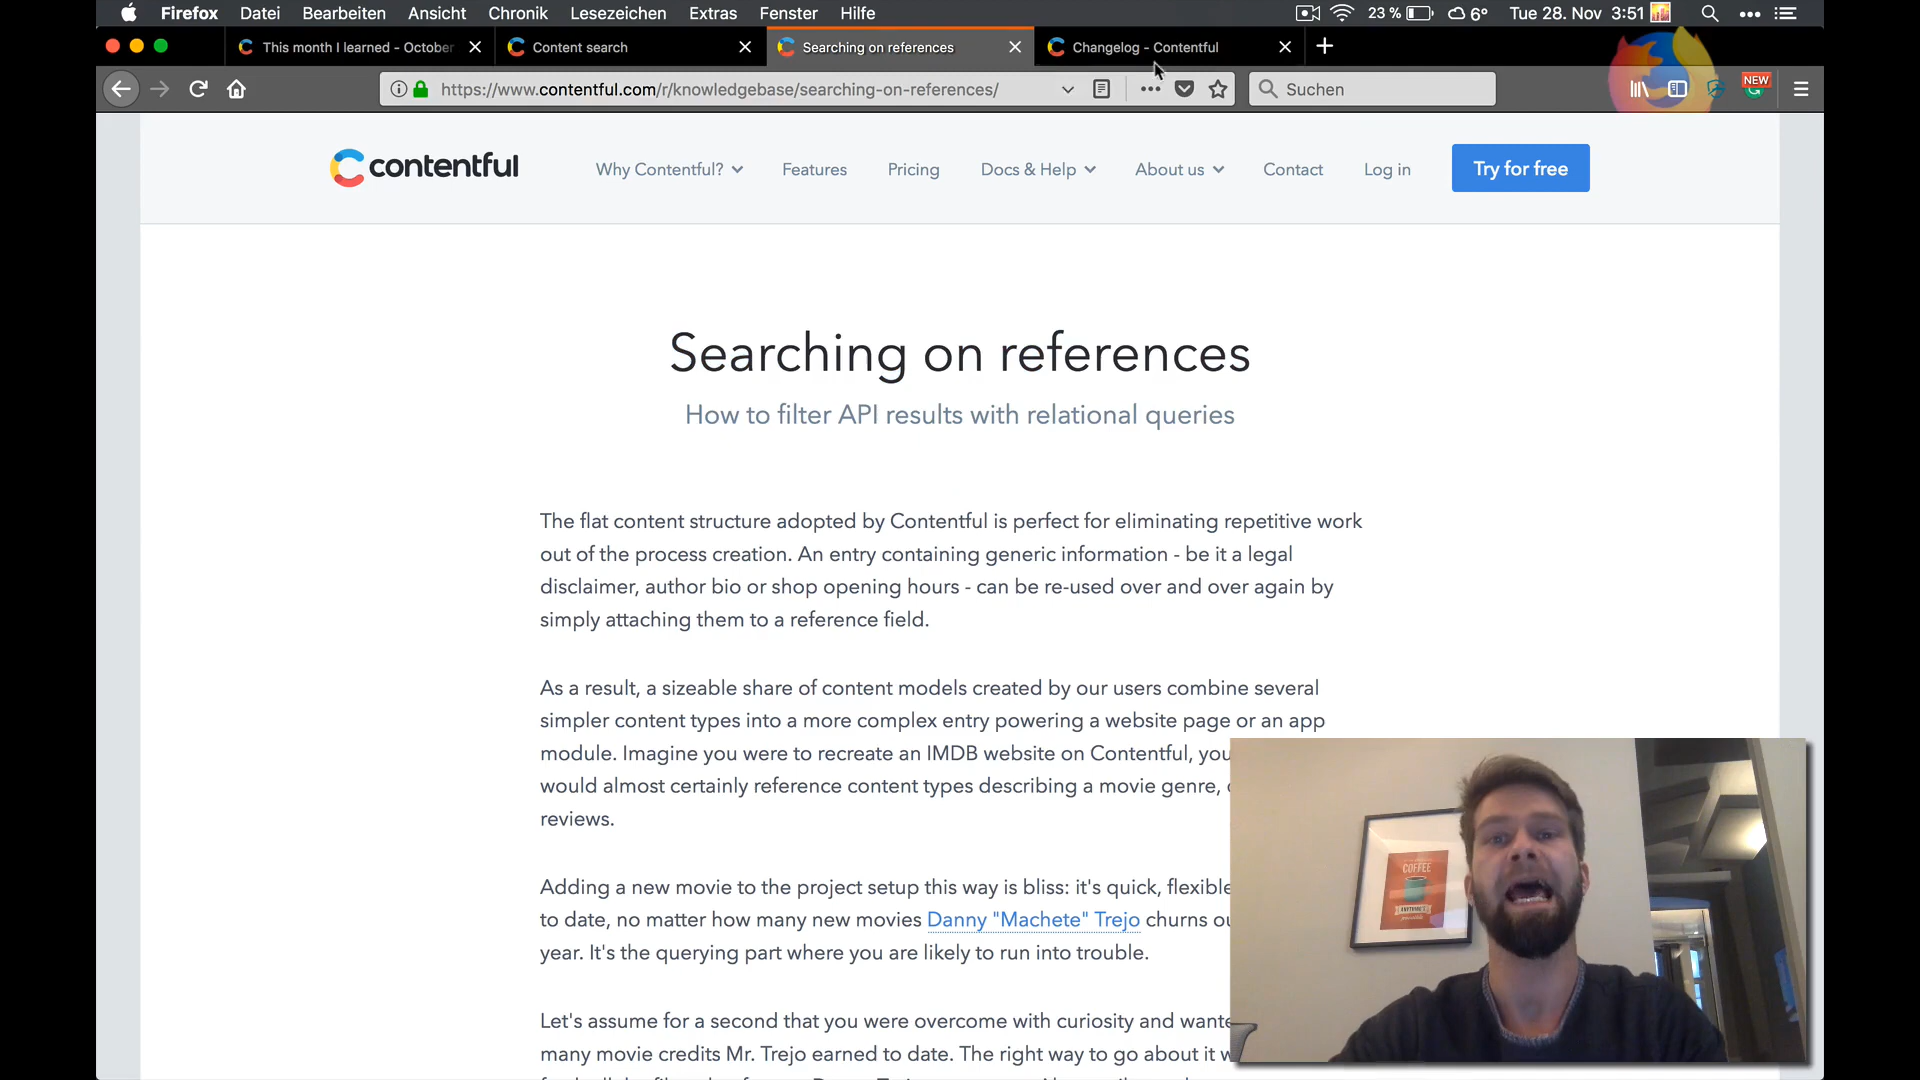 Firefox Datei Bearbeiten Ansicht Chronik Lesezeichen Extras Fenster Hilfe 23 % 6° Tue 28. Nov 3:51
This month I learned - October Content search Searching on references Changelog - Contentful
https://www.contentful.com/r/knowledgebase/searching-on-references/ Suchen NEW
contentful Why Contentful? Features Pricing Docs & Help About us Contact Log in Try for free
Searching on references
How to filter API results with relational queries
The flat content structure adopted by Contentful is perfect for eliminating repetitive work
out of the process creation. An entry containing generic information - be it a legal
disclaimer, author bio or shop opening hours - can be re-used over and over again by
simply attaching them to a reference field.
As a result, a sizeable share of content models created by our users combine several
simpler content types into a more complex entry powering a website page or an app
module. Imagine you were to recreate an IMDB website on Contentful, you
would almost certainly reference content types describing a movie genre,
reviews.
Adding a new movie to the project setup this way is bliss: it's quick, flexible
to date, no matter how many new movies Danny "Machete" Trejo churns
year. It's the querying part where you are likely to run into trouble.
Let's assume for a second that you were overcome with curiosity and
many movie credits Mr. Trejo earned to date. The right way to go about it
COFFEE